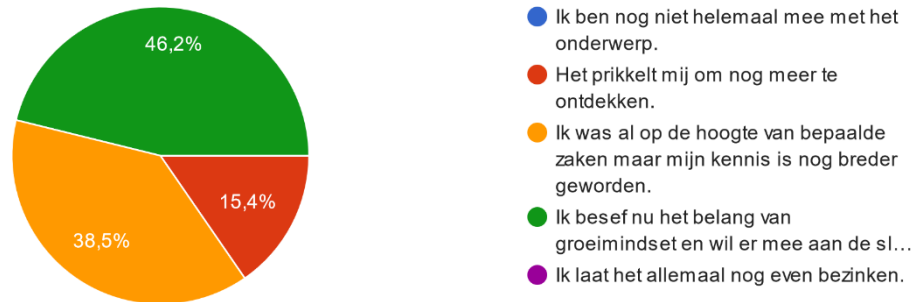 46,2%
38,5%
15,4%
Ik ben nog niet helemaal mee met het
onderwerp.
Het prikkelt mij om nog meer te
ontdekken.
Ik was al op de hoogte van bepaalde
zaken maar mijn kennis is nog breder
geworden.
Ik besef nu het belang van
groeimindset en wil er mee aan de sl…
Ik laat het allemaal nog even bezinken.